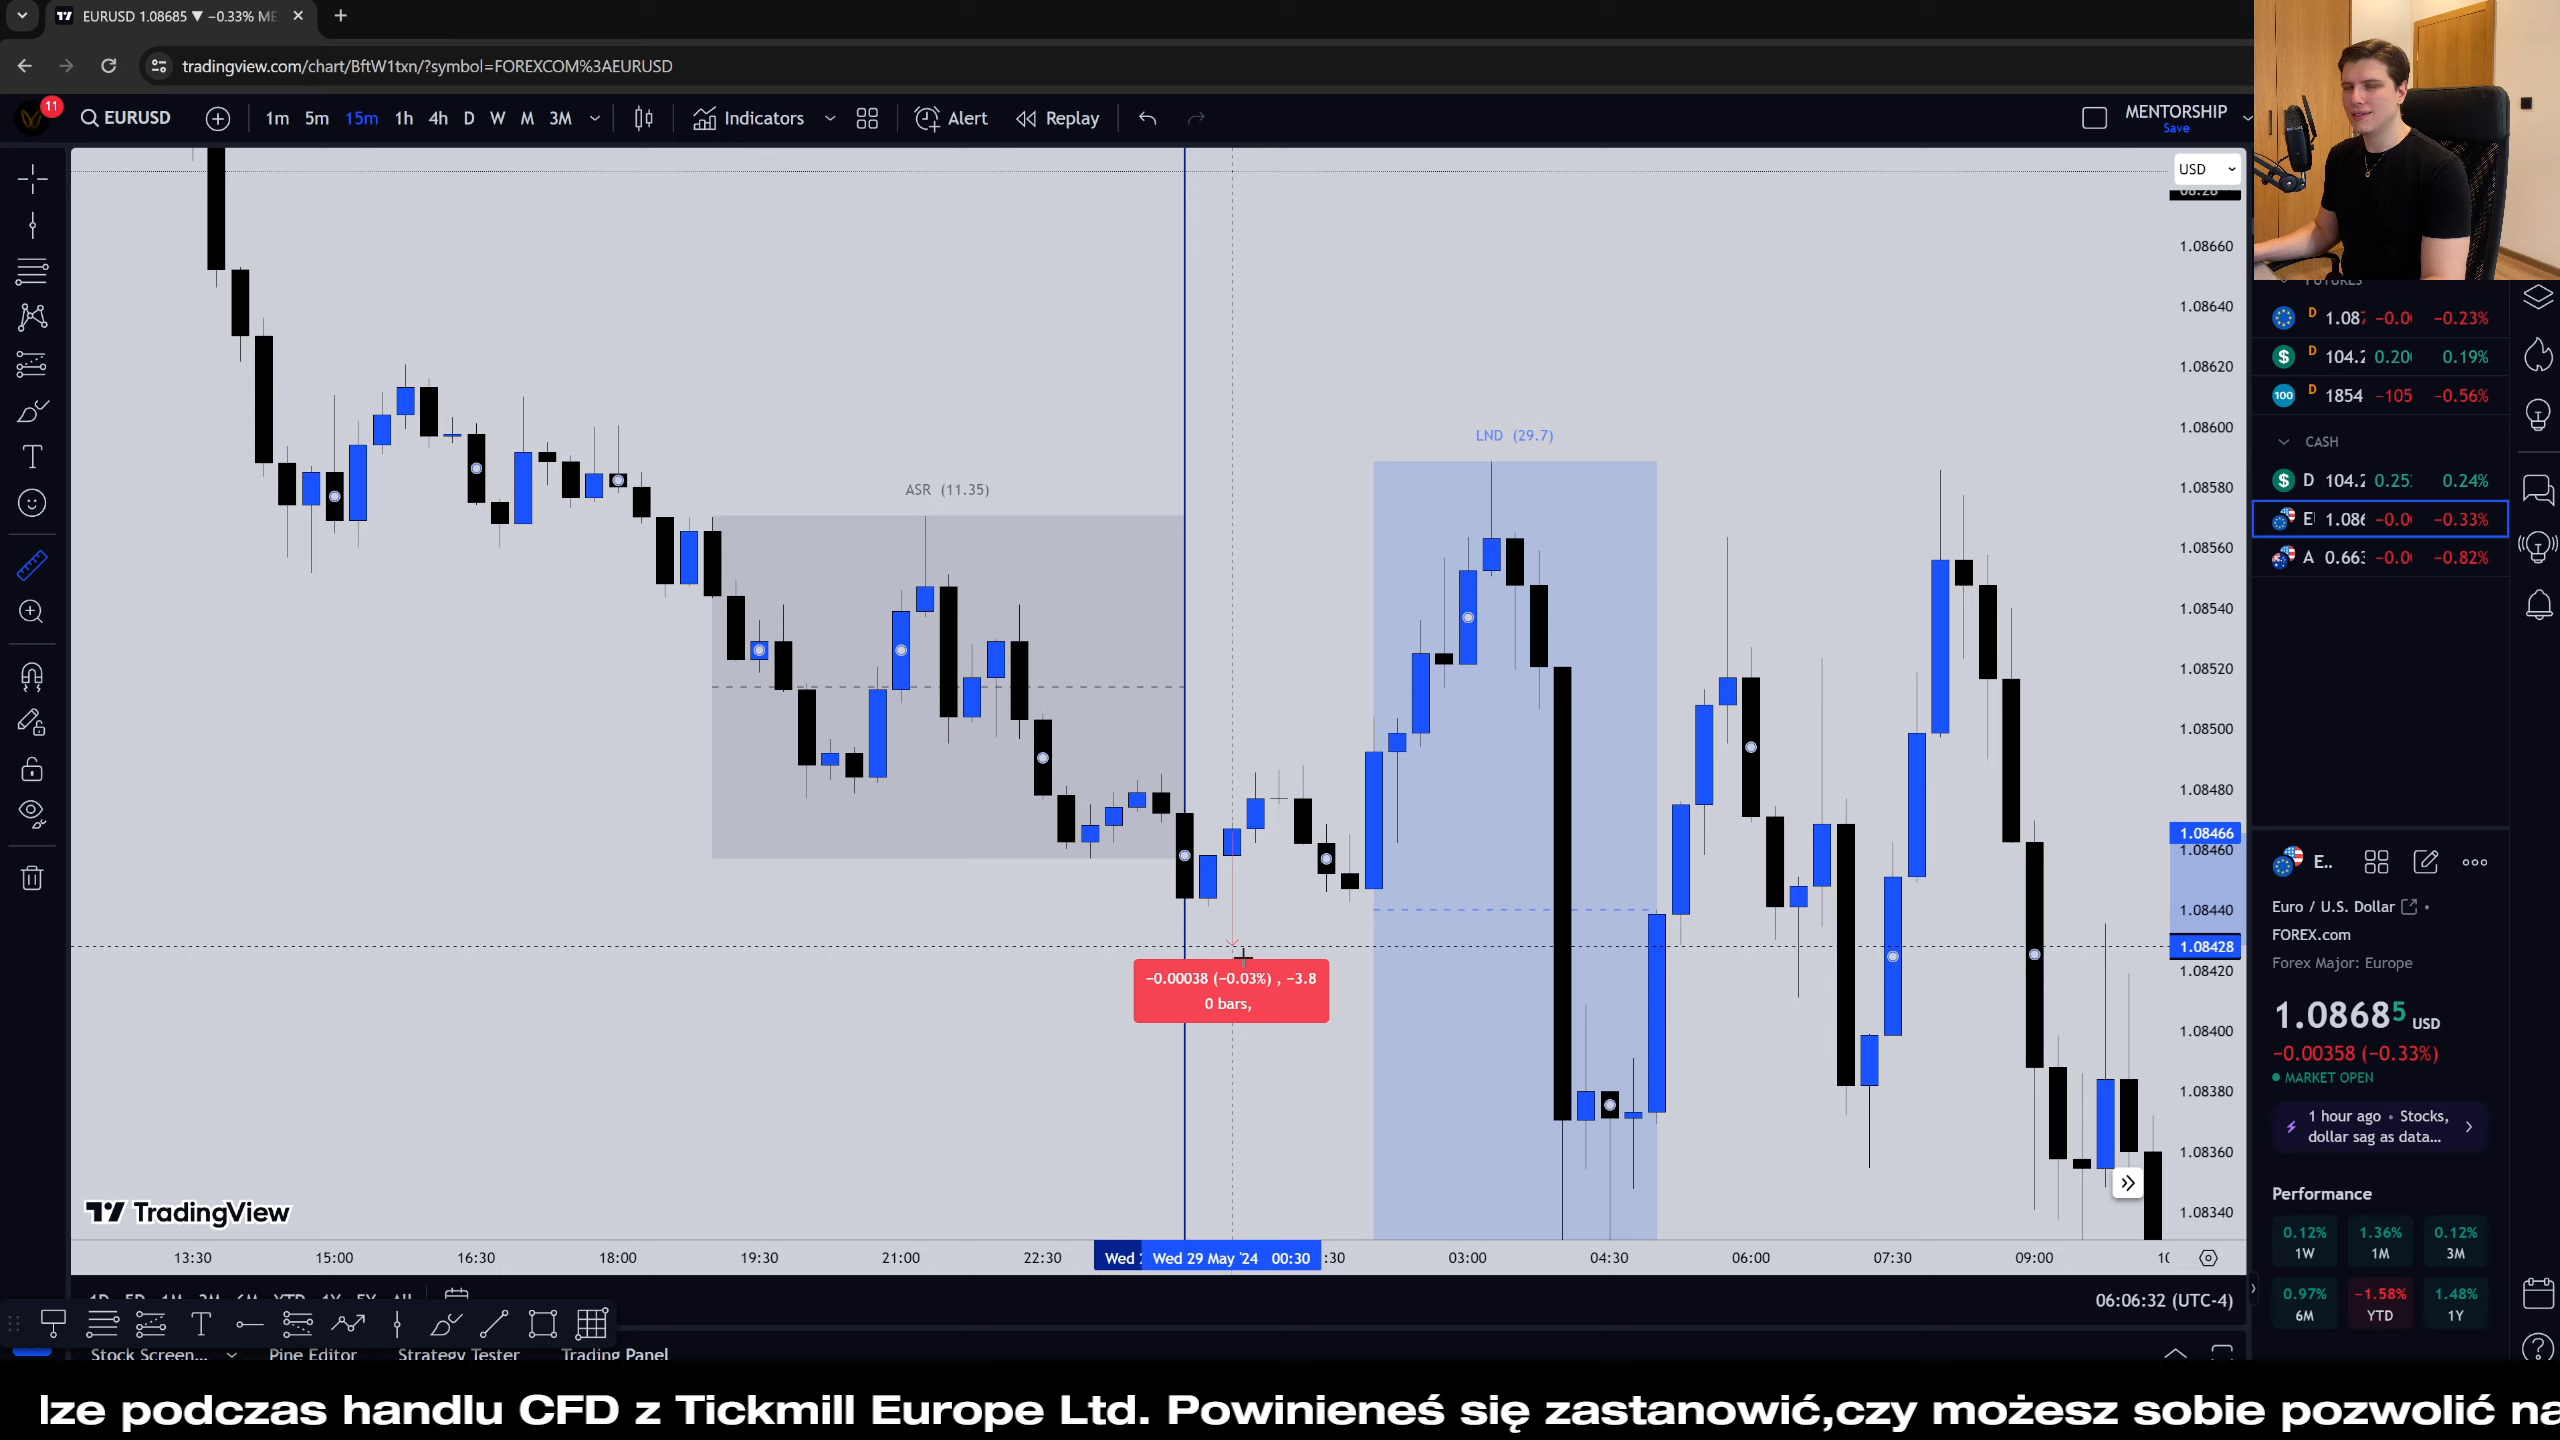 EURUSD 1.08685 ▼ −0.33% ME
tradingview.com/chart/BftW1txn/?symbol=FOREXCOM%3AEURUSD
11
EURUSD
1m 5m 15m 1h 4h D W M 3M
Indicators
Alert
Replay
MENTORSHIP
Save
USD
1.08660
1.08640
1.08620
1.08600
1.08580
1.08560
1.08540
1.08520
1.08500
1.08480
1.08466
1.08460
1.08440
1.08428
1.08420
1.08400
1.08380
1.08360
1.08340
ASR (11.35)
LND (29.7)
−0.00038 (−0.03%) , −3.8
0 bars,
TradingView
13:30 15:00 16:30 18:00 19:30 21:00 22:30 Wed Wed 29 May '24 00:30 :30 03:00 04:30 06:00 07:30 09:00
06:06:32 (UTC-4)
Stock Screen... Pine Editor Strategy Tester Trading Panel
D 1.08 −0.0 −0.23%
D 104.2 0.20 0.19%
100 D 1854 −105 −0.56%
CASH
D 104.2 0.25 0.24%
E 1.086 −0.0 −0.33%
A 0.663 −0.0 −0.82%
E..
Euro / U.S. Dollar
FOREX.com
Forex Major: Europe
1.08685 USD
−0.00358 (−0.33%)
MARKET OPEN
1 hour ago • Stocks,
dollar sag as data...
Performance
0.12% 1.36% 0.12%
1W 1M 3M
0.97% −1.58% 1.48%
6M YTD 1Y
lze podczas handlu CFD z Tickmill Europe Ltd. Powinieneś się zastanowić,czy możesz sobie pozwolić na